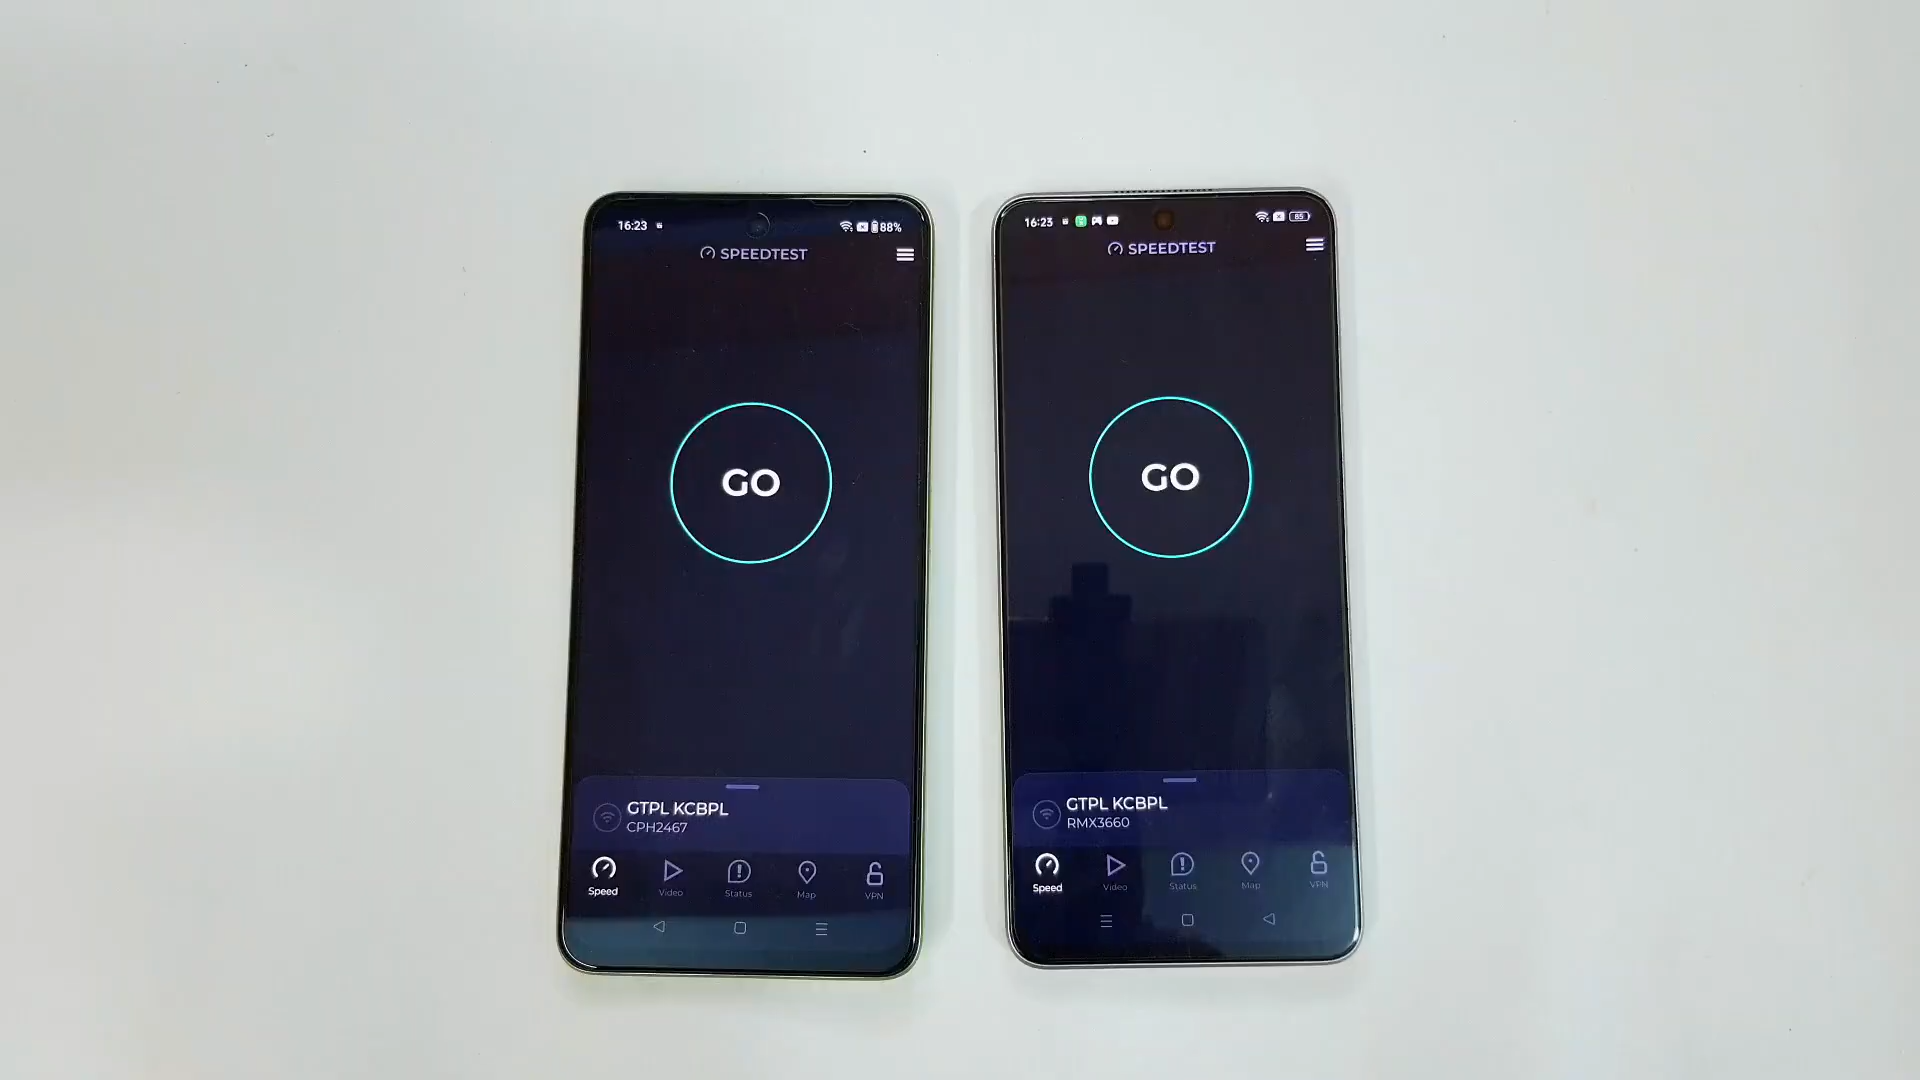 16:23
88%
SPEEDTEST
GO
GTPL KCBPL
CPH2467
Speed
Video
Status
Map
VPN
16:23
85
SPEEDTEST
GO
GTPL KCBPL
RMX3660
Speed
Video
Status
Map
VPN